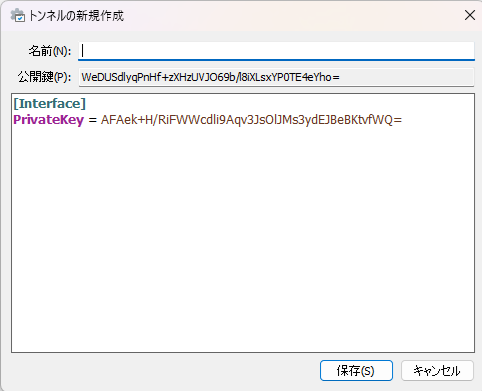 トンネルの新規作成
名前(N):
公開鍵(P): WeDUSdlyqPnHf+zXHzUVJO69b/l8iXLsxYP0TE4eYho=
[Interface]
PrivateKey = AFAek+H/RiFWWcdli9Aqv3JsOlJMs3ydEJBeBKtvfWQ=
保存(S) キャンセル